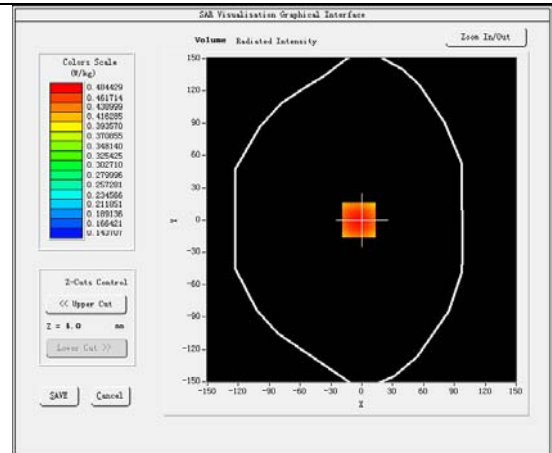 SAR Visualisation Graphical Interface
Volume Radiated Intensity
Zoom In/Out
Colors Scale
(W/kg)
0.484429
0.461714
0.438999
0.416285
0.393570
0.370855
0.348140
0.325425
0.302710
0.279996
0.257281
0.234566
0.211851
0.189136
0.166421
0.143707
Z-Cuts Control
<< Upper Cut
Z = 4.0 mm
Lower Cut >>
SAVE Cancel
150
120
90
60
30
0
-30
-60
-90
-120
-150
Y
-150 -120 -90 -60 -30 0 30 60 90 120 150
X